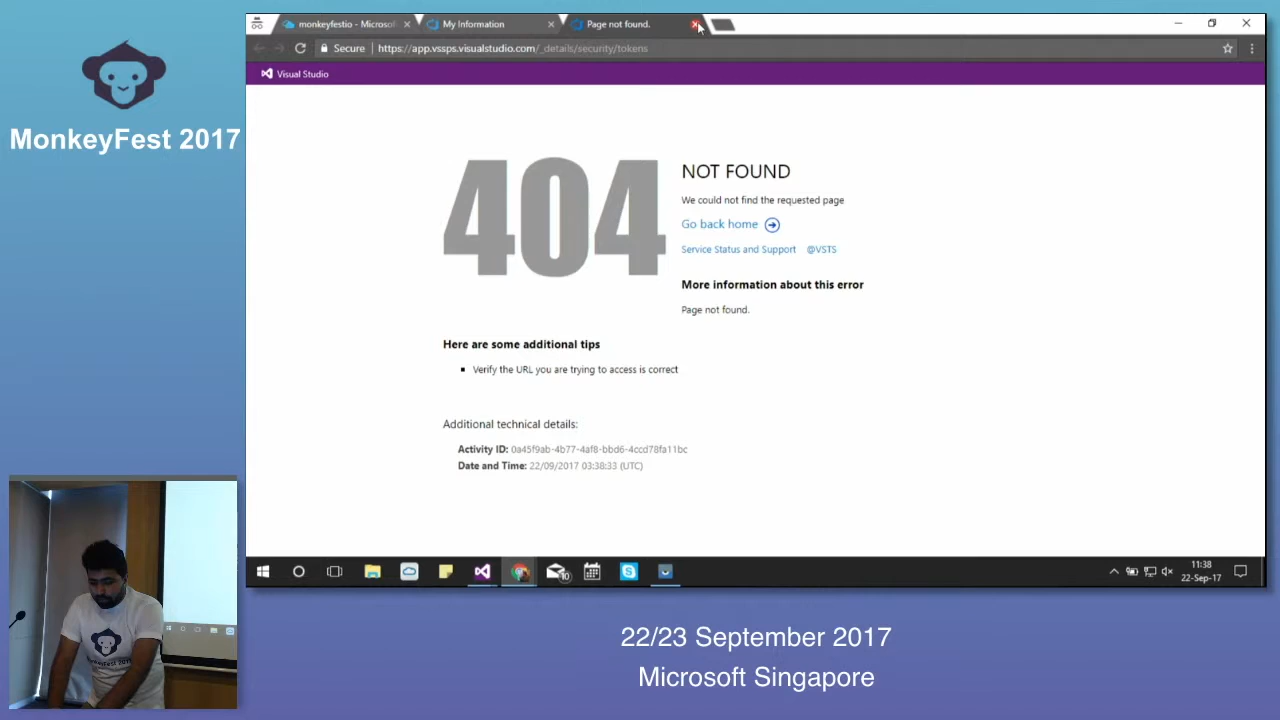 MonkeyFest 2017
monkeyfestio - Microsof
My Information
Page not found.
Secure
https://app.vssps.visualstudio.com/_details/security/tokens
Visual Studio
404
NOT FOUND
We could not find the requested page
Go back home
Service Status and Support @VSTS
More information about this error
Page not found.
Here are some additional tips
Verify the URL you are trying to access is correct
Additional technical details:
Activity ID: 0a45f9ab-4b77-4af8-bbd6-4ccd78fa11bc
Date and Time: 22/09/2017 03:38:33 (UTC)
10
11:38
22-Sep-17
MonkeyFest 2017
22/23 September 2017
Microsoft Singapore